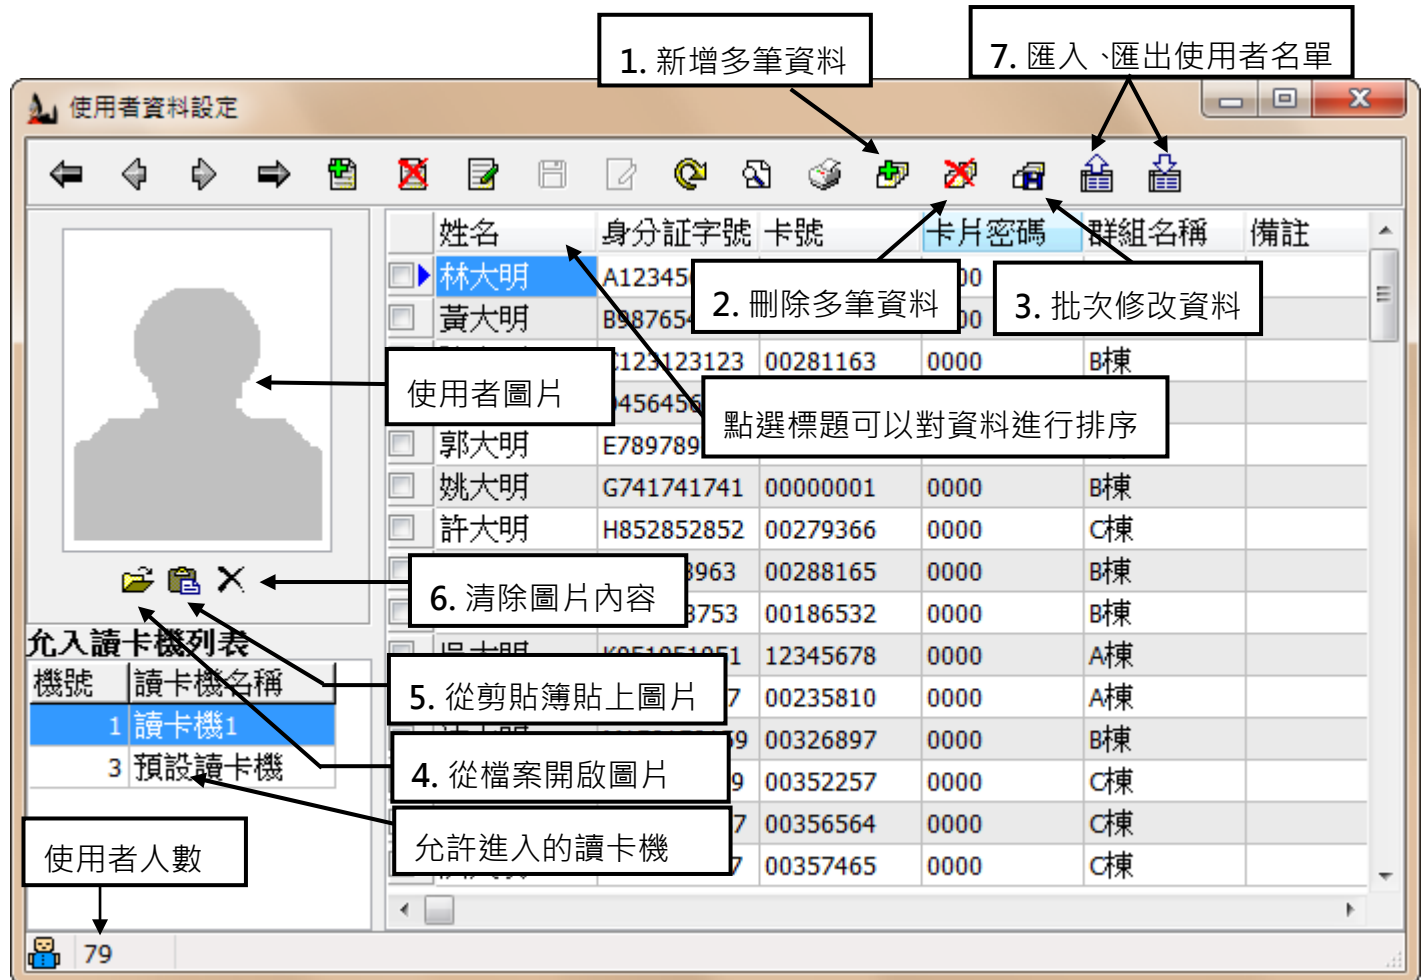 1. 新增多筆資料
7. 匯入、匯出使用者名單
使用者資料設定
姓名 身分証字號 卡號 卡片密碼 群組名稱 備註
林大明 A12345
黃大明
2. 刪除多筆資料
3. 批次修改資料
C123123123 00281163 0000 B棟
使用者圖片
點選標題可以對資料進行排序
郭大明 E789789
姚大明 G741741741 00000001 0000 B棟
許大明 H852852852 00279366 0000 C棟
3963 00288165 0000 B棟
6. 清除圖片內容
3753 00186532 0000 B棟
允入讀卡機列表
1 12345678 0000 A棟
機號 讀卡機名稱
5. 從剪貼簿貼上圖片
7 00235810 0000 A棟
1 讀卡機1
9 00326897 0000 B棟
3 預設讀卡機
4. 從檔案開啟圖片
9 00352257 0000 C棟
7 00356564 0000 C棟
允許進入的讀卡機
使用者人數
7 00357465 0000 C棟
79